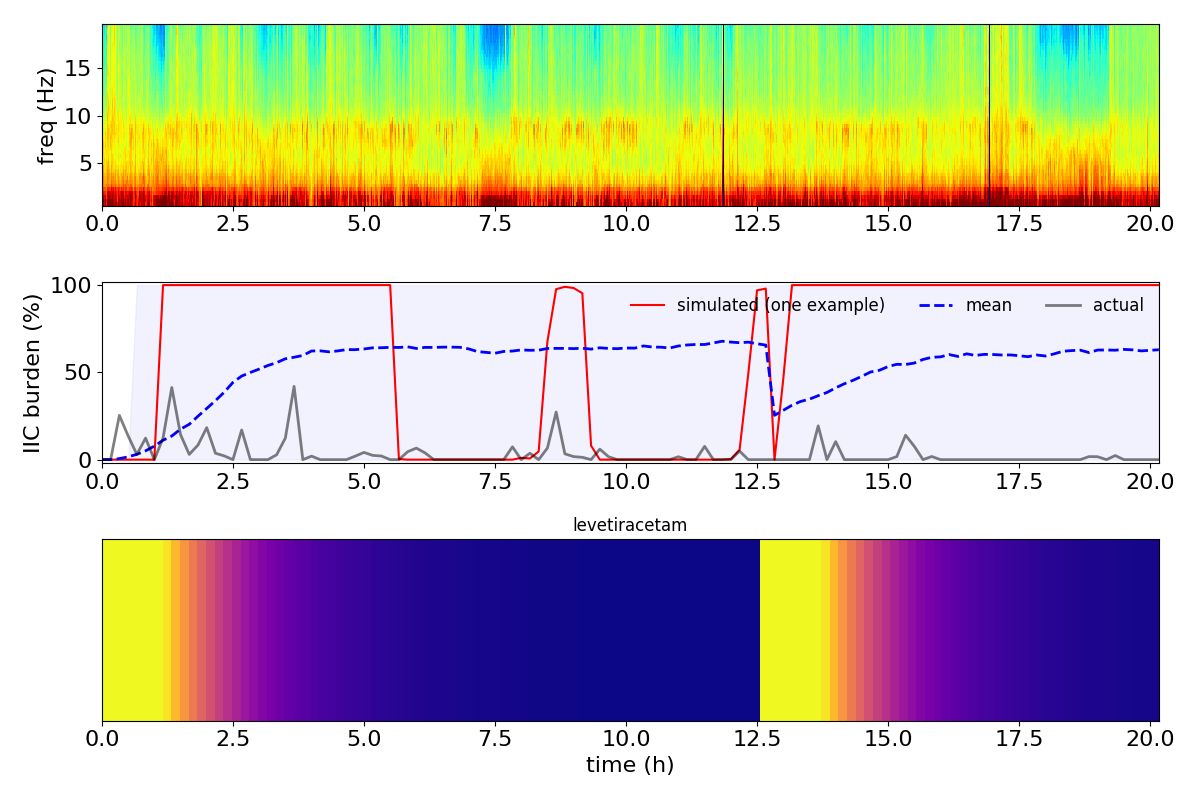 freq (Hz)
15
10
5
0.0 2.5 5.0 7.5 10.0 12.5 15.0 17.5 20.0
IIC burden (%)
100
50
0
simulated (one example) mean actual
0.0 2.5 5.0 7.5 10.0 12.5 15.0 17.5 20.0
levetiracetam
0.0 2.5 5.0 7.5 10.0 12.5 15.0 17.5 20.0
time (h)